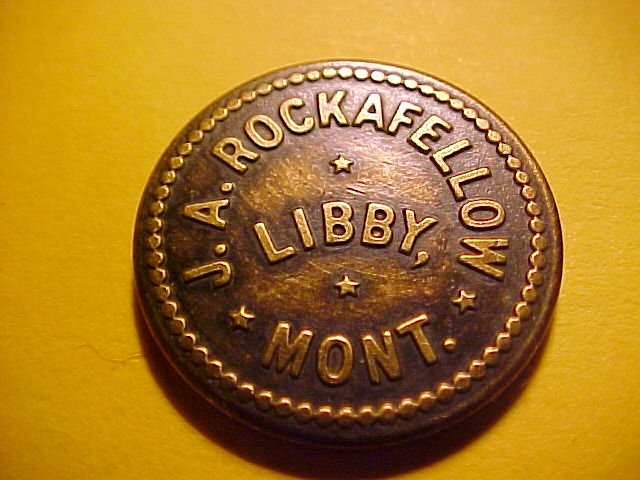 J. A. ROCKAFELLOW
LIBBY,
MONT.